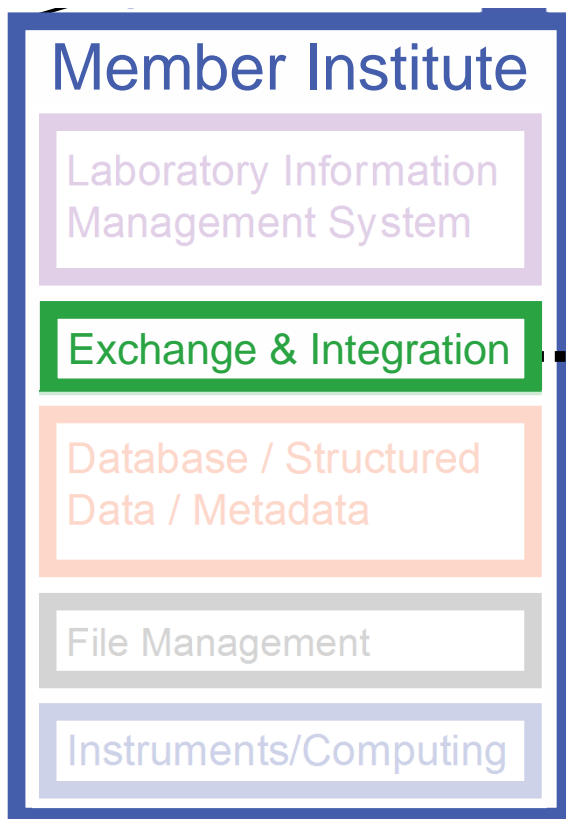 Member Institute
Laboratory Information
Management System
Exchange & Integration
Database / Structured
Data / Metadata
File Management
Instruments/Computing